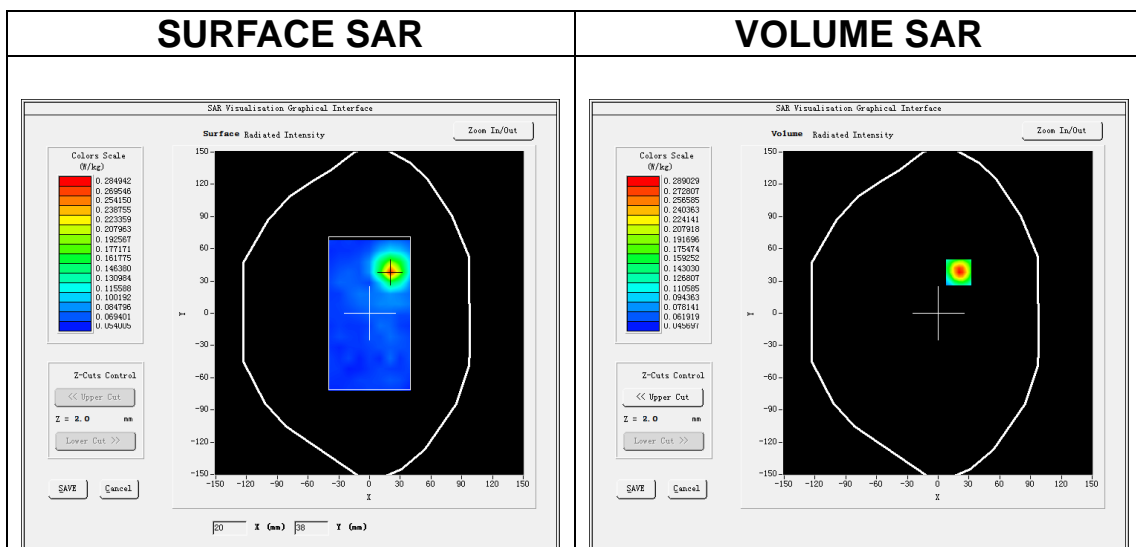 SURFACE SAR
VOLUME SAR
SAR Visualisation Graphical Interface
Surface Radiated Intensity
Zoom In/Out
Colors Scale
(W/kg)
0.284942
0.269546
0.254150
0.238755
0.223359
0.207963
0.192567
0.177171
0.161775
0.146380
0.130984
0.115588
0.100192
0.084796
0.069401
0.054005
150
120
90
60
30
0
-30
-60
-90
-120
-150
Y
-150 -120 -90 -60 -30 0 30 60 90 120 150
X
Z-Cuts Control
<< Upper Cut
Z = 2.0 mm
Lower Cut >>
SAVE Cancel
20 X (mm) 38 Y (mm)
SAR Visualisation Graphical Interface
Volume Radiated Intensity
Zoom In/Out
Colors Scale
(W/kg)
0.289029
0.272807
0.256585
0.240363
0.224141
0.207918
0.191696
0.175474
0.159252
0.143030
0.126807
0.110585
0.094363
0.078141
0.061919
0.045697
150
120
90
60
30
0
-30
-60
-90
-120
-150
Y
-150 -120 -90 -60 -30 0 30 60 90 120 150
X
Z-Cuts Control
<< Upper Cut
Z = 2.0 mm
Lower Cut >>
SAVE Cancel